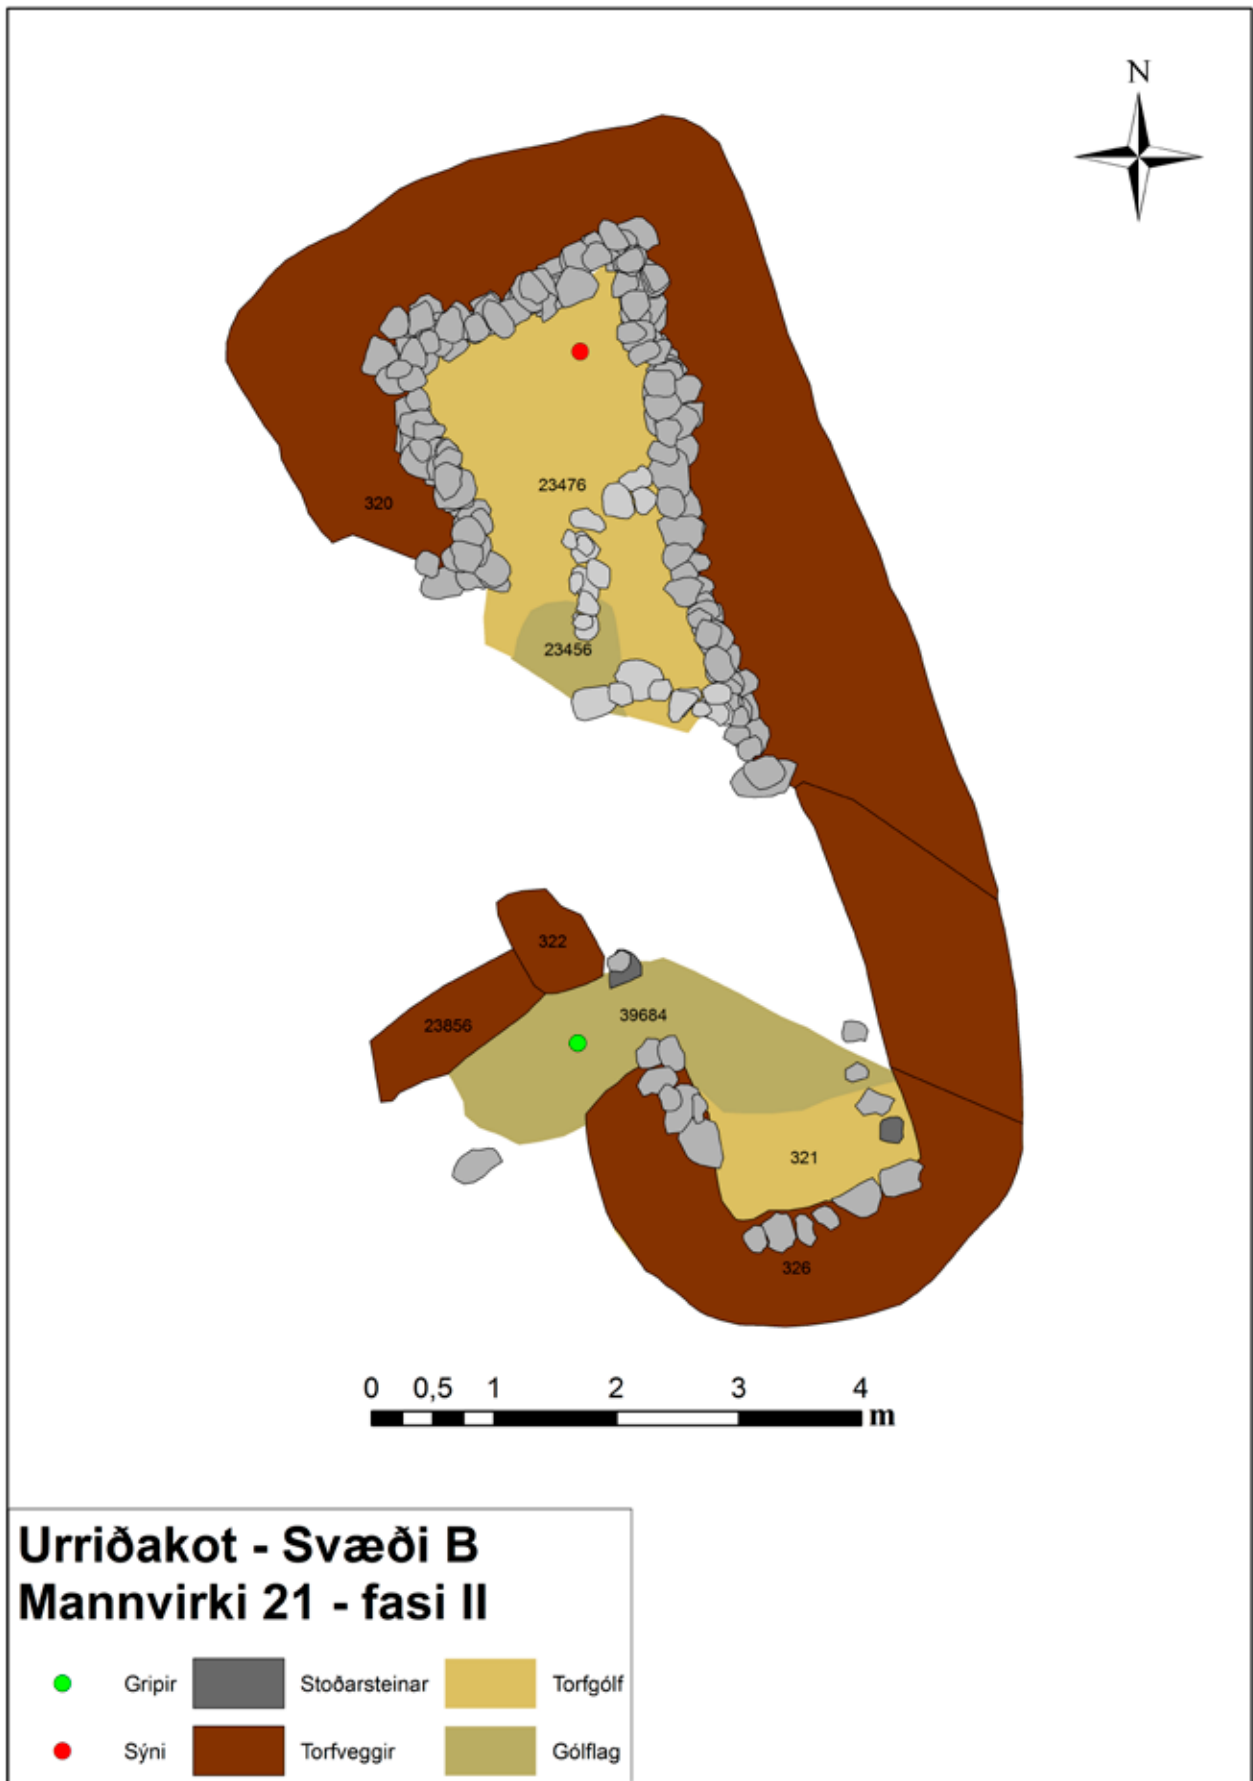 N
320
23476
23456
322
39684
23856
321
326
0 0,5 1 2 3 4 m
Urriðakot - Svæði B
Mannvirki 21 - fasi II
Gripir Stoðarsteinar Torfgólf
Sýni Torfveggir Gólflag